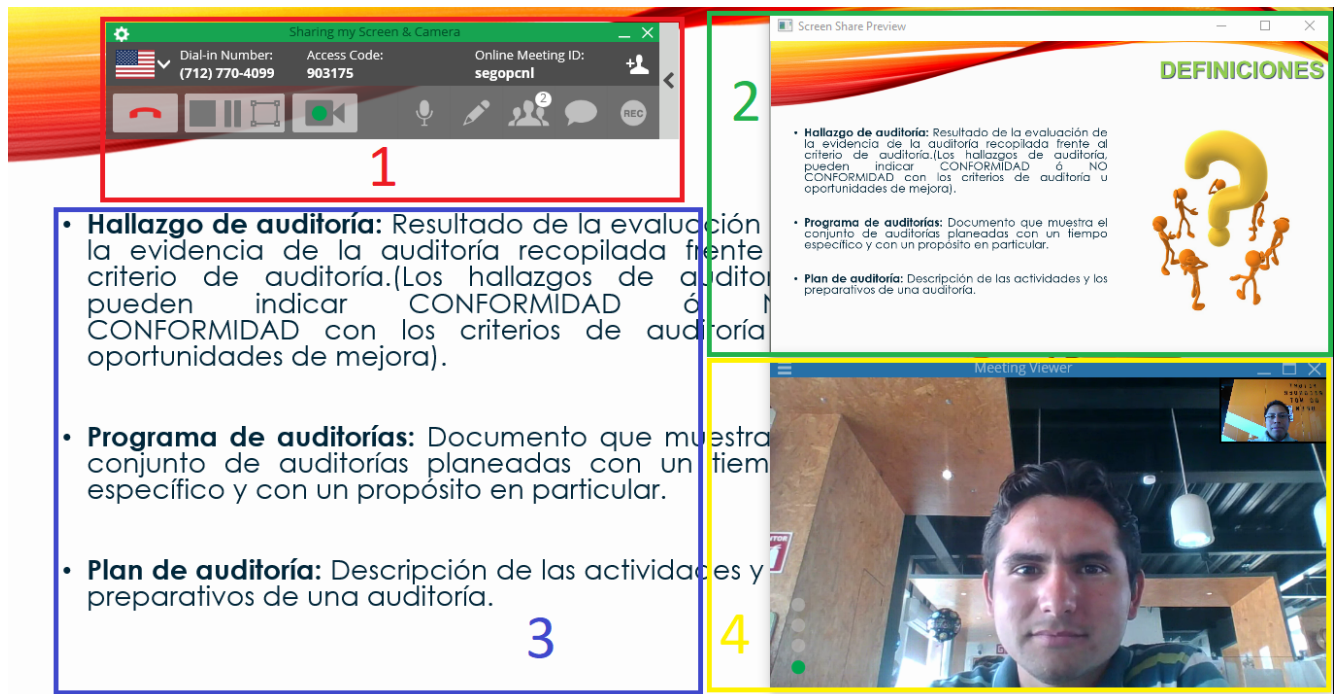 Sharing my Screen & Camera
Dial-in Number:
(712) 770-4099
Access Code:
903175
Online Meeting ID:
segopcnl
2
REC
1
• Hallazgo de auditoría: Resultado de la evaluación
la evidencia de la auditoría recopilada frente
criterio de auditoría.(Los hallazgos de auditor
pueden indicar CONFORMIDAD ó N
CONFORMIDAD con los criterios de auditoría
oportunidades de mejora).
• Programa de auditorías: Documento que muestra
conjunto de auditorías planeadas con un tiem
específico y con un propósito en particular.
• Plan de auditoría: Descripción de las actividades y
preparativos de una auditoría.
3
2
Screen Share Preview
DEFINICIONES
• Hallazgo de auditoría: Resultado de la evaluación de
la evidencia de la auditoría recopilada frente al
criterio de auditoría.(Los hallazgos de auditoría,
pueden indicar CONFORMIDAD ó NO
CONFORMIDAD con los criterios de auditoría u
oportunidades de mejora).
• Programa de auditorías: Documento que muestra el
conjunto de auditorías planeadas con un tiempo
específico y con un propósito en particular.
• Plan de auditoría: Descripción de las actividades y los
preparativos de una auditoría.
Meeting Viewer
4